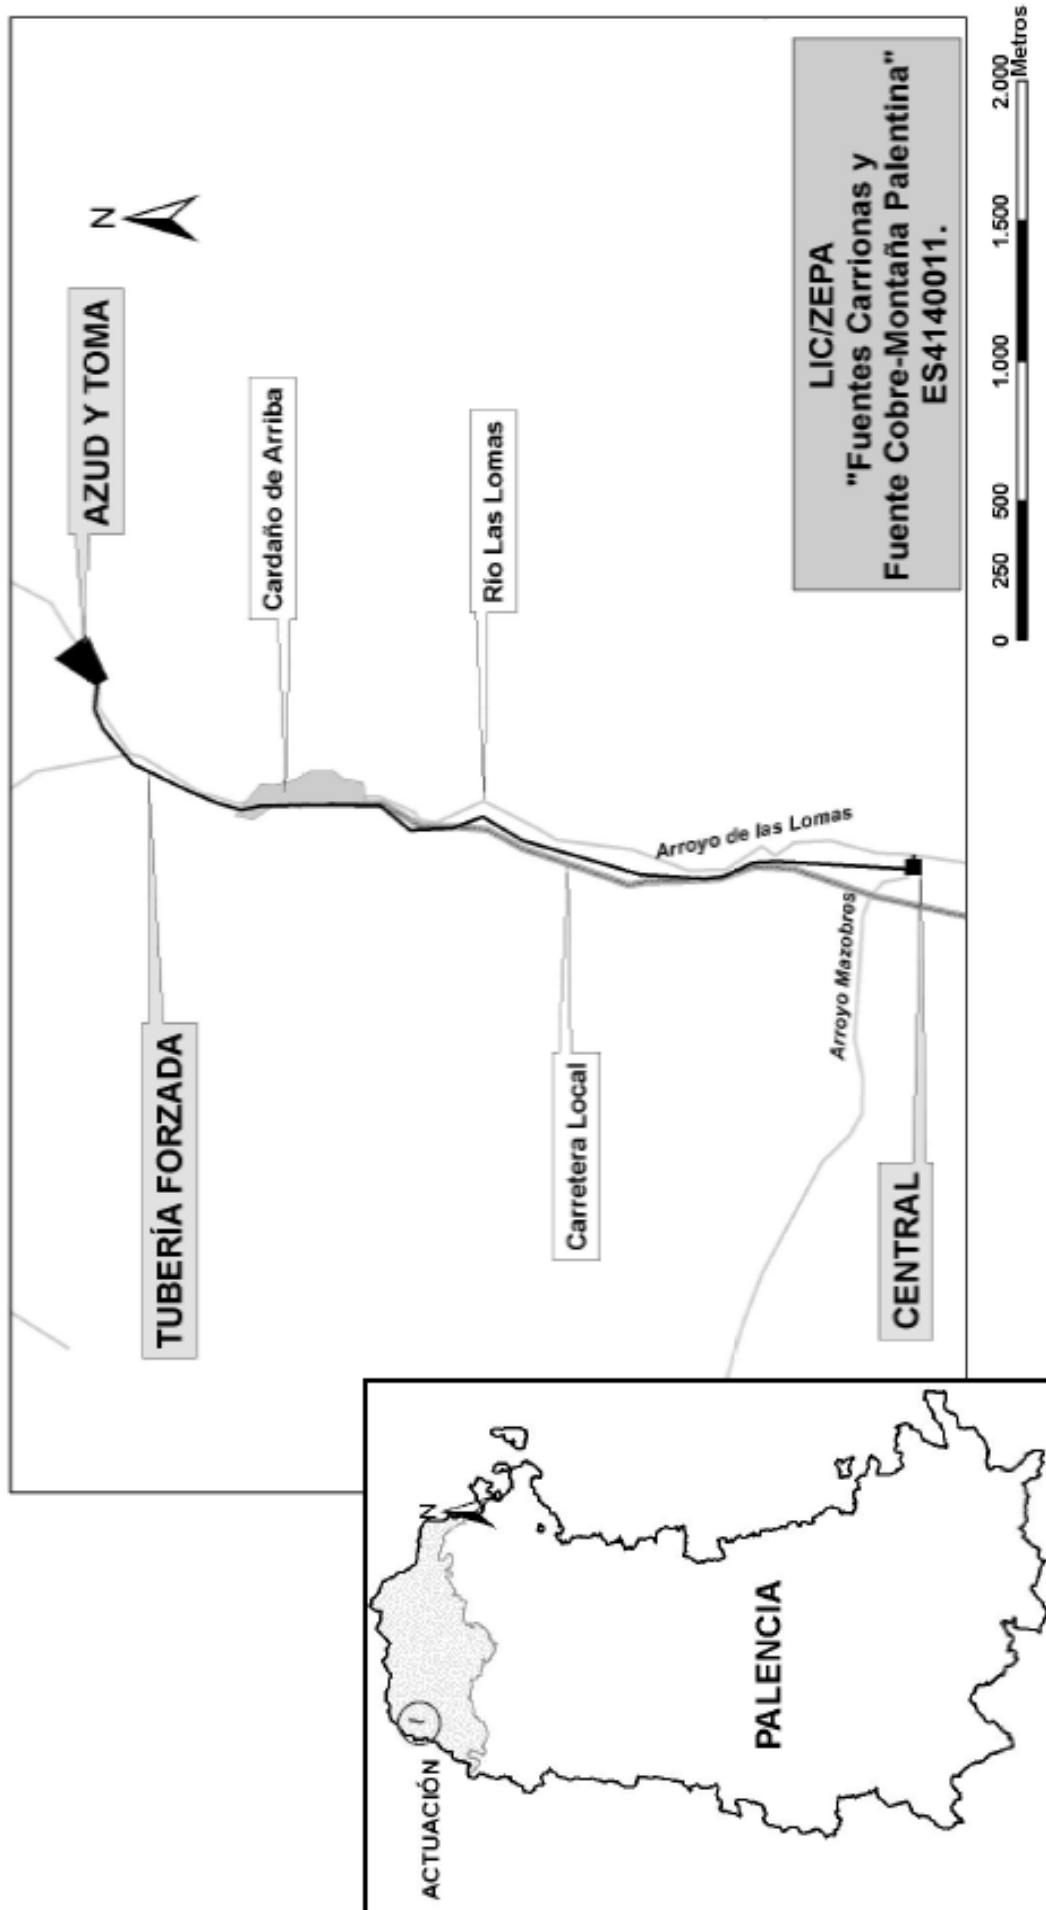 N
AZUD Y TOMA
Cardaño de Arriba
Río Las Lomas
TUBERÍA FORZADA
Carretera Local
Arroyo de las Lomas
Arroyo Mazobros
CENTRAL
LIC/ZEPA
"Fuentes Carrionas y
Fuente Cobre-Montaña Palentina"
ES4140011.
0 250 500 1.000 1.500 2.000
Metros
N
ACTUACIÓN
PALENCIA